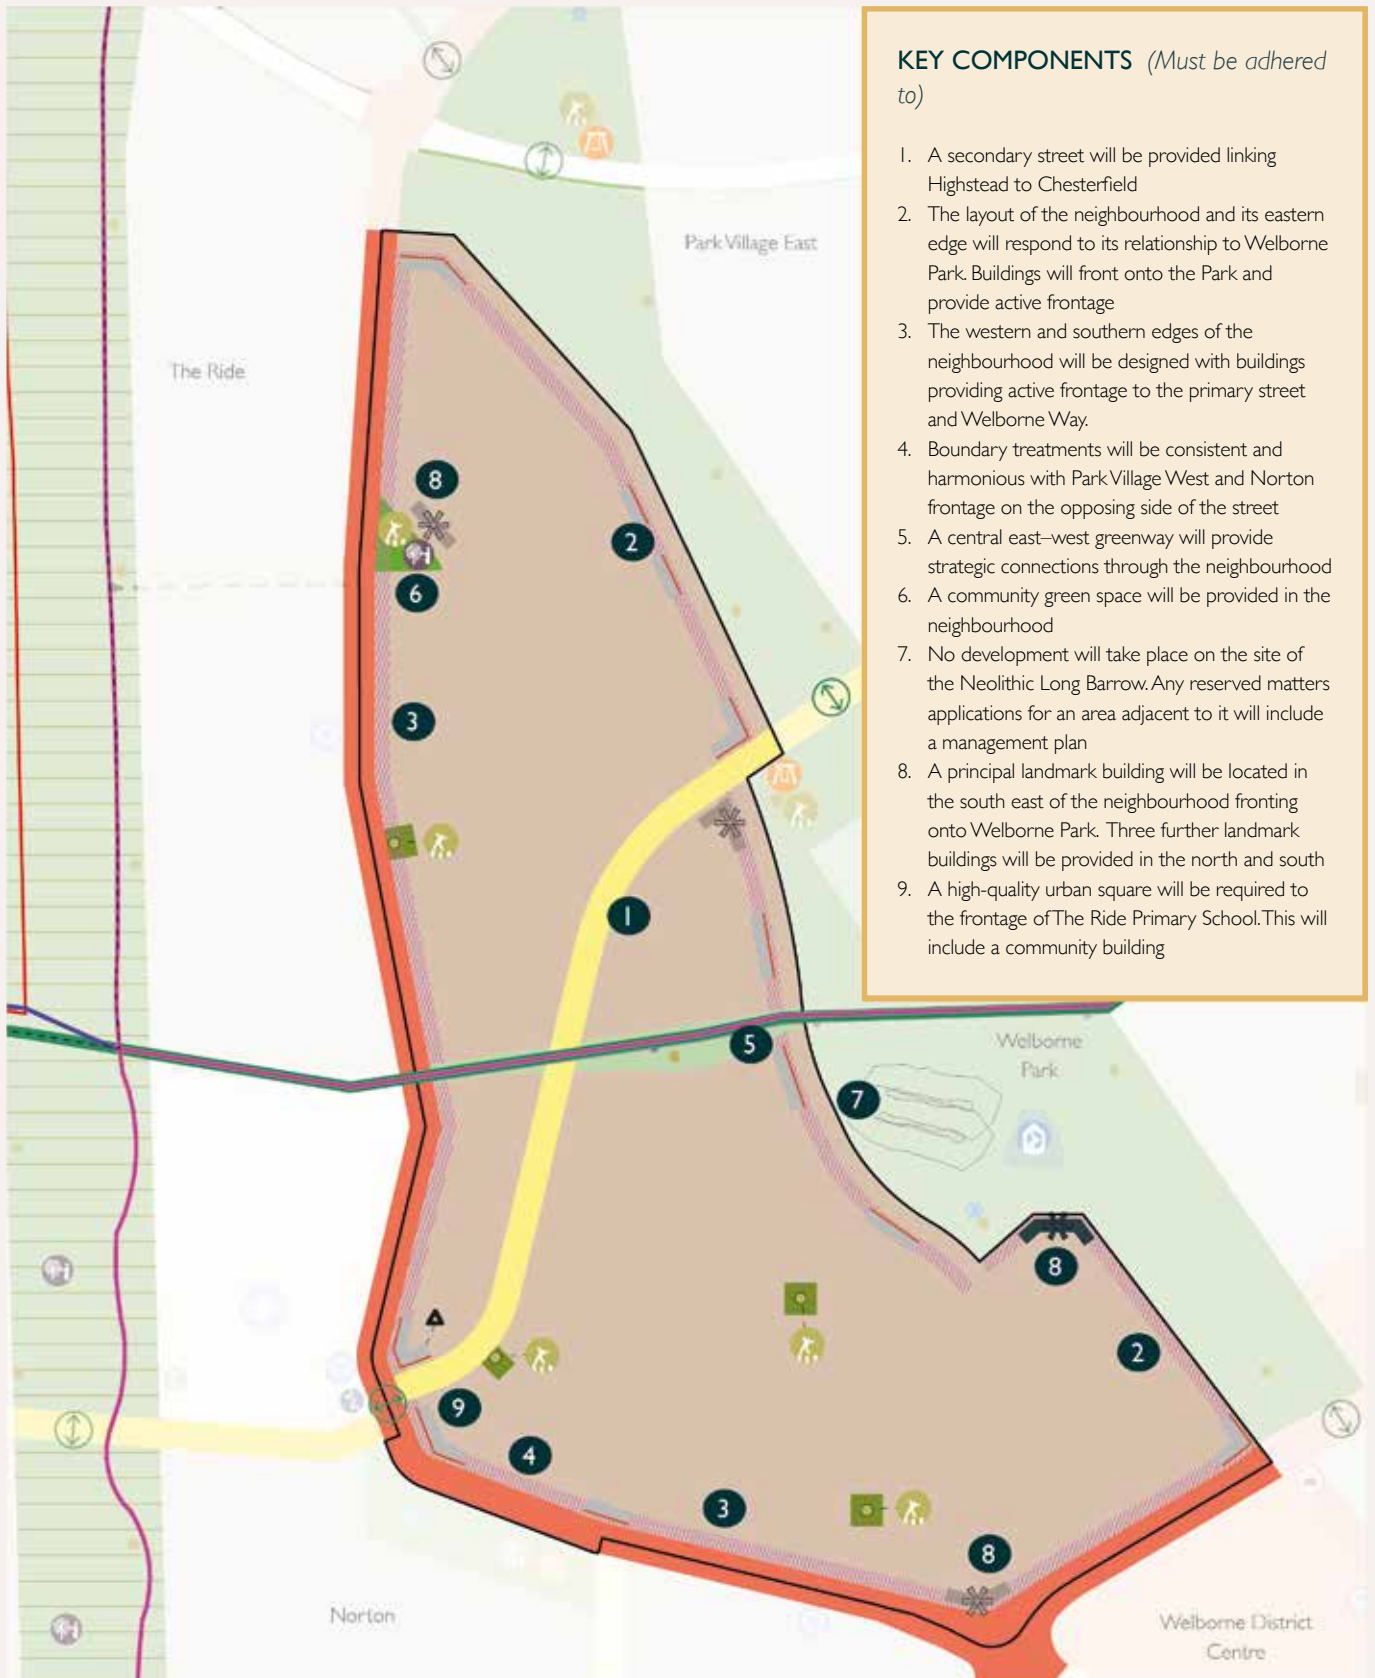 KEY COMPONENTS (Must be adhered
to)
1. A secondary street will be provided linking
Highstead to Chesterfield
2. The layout of the neighbourhood and its eastern
edge will respond to its relationship to Welborne
Park. Buildings will front onto the Park and
provide active frontage
3. The western and southern edges of the
neighbourhood will be designed with buildings
providing active frontage to the primary street
and Welborne Way.
4. Boundary treatments will be consistent and
harmonious with Park Village West and Norton
frontage on the opposing side of the street
5. A central east–west greenway will provide
strategic connections through the neighbourhood
6. A community green space will be provided in the
neighbourhood
7. No development will take place on the site of
the Neolithic Long Barrow. Any reserved matters
applications for an area adjacent to it will include
a management plan
8. A principal landmark building will be located in
the south east of the neighbourhood fronting
onto Welborne Park. Three further landmark
buildings will be provided in the north and south
9. A high-quality urban square will be required to
the frontage of The Ride Primary School. This will
include a community building
Park Village East
The Ride
8
2
6
3
1
5
Welborne
Park
7
8
2
9
4
3
8
Norton
Welborne District
Centre